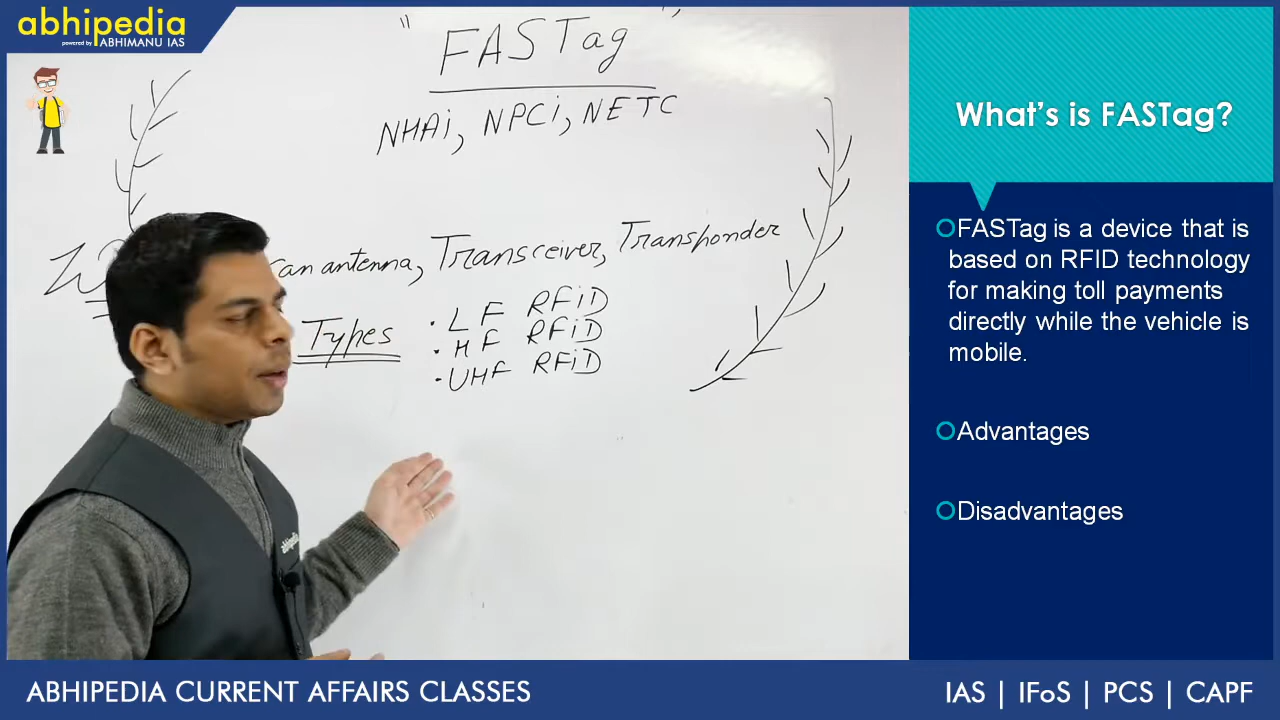 abhipedia
powered by ABHIMANU IAS
"FASTag"
NHAi, NPCi, NETC
can antenna, Transceiver, Transponder
Types
• LF RFiD
• HF RFiD
• UHF RFiD
abhipedia
What's is FASTag?
FASTag is a device that is
based on RFID technology
for making toll payments
directly while the vehicle is
mobile.
Advantages
Disadvantages
ABHIPEDIA CURRENT AFFAIRS CLASSES
IAS | IFoS | PCS | CAPF